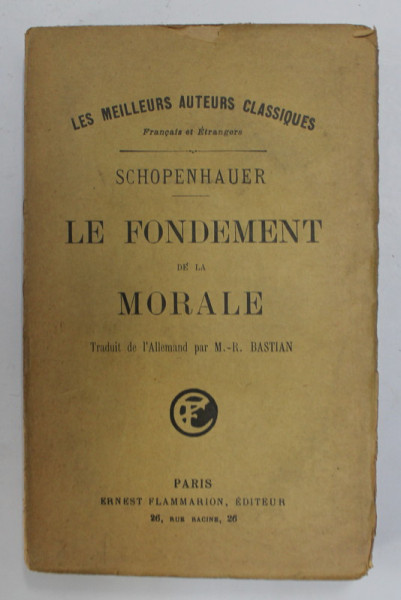 LES MEILLEURS AUTEURS CLASSIQUES
Français et Étrangers
SCHOPENHAUER
LE FONDEMENT
DE LA
MORALE
Traduit de l'Allemand par M.-R. BASTIAN
PARIS
ERNEST FLAMMARION, ÉDITEUR
26, RUE RACINE, 26